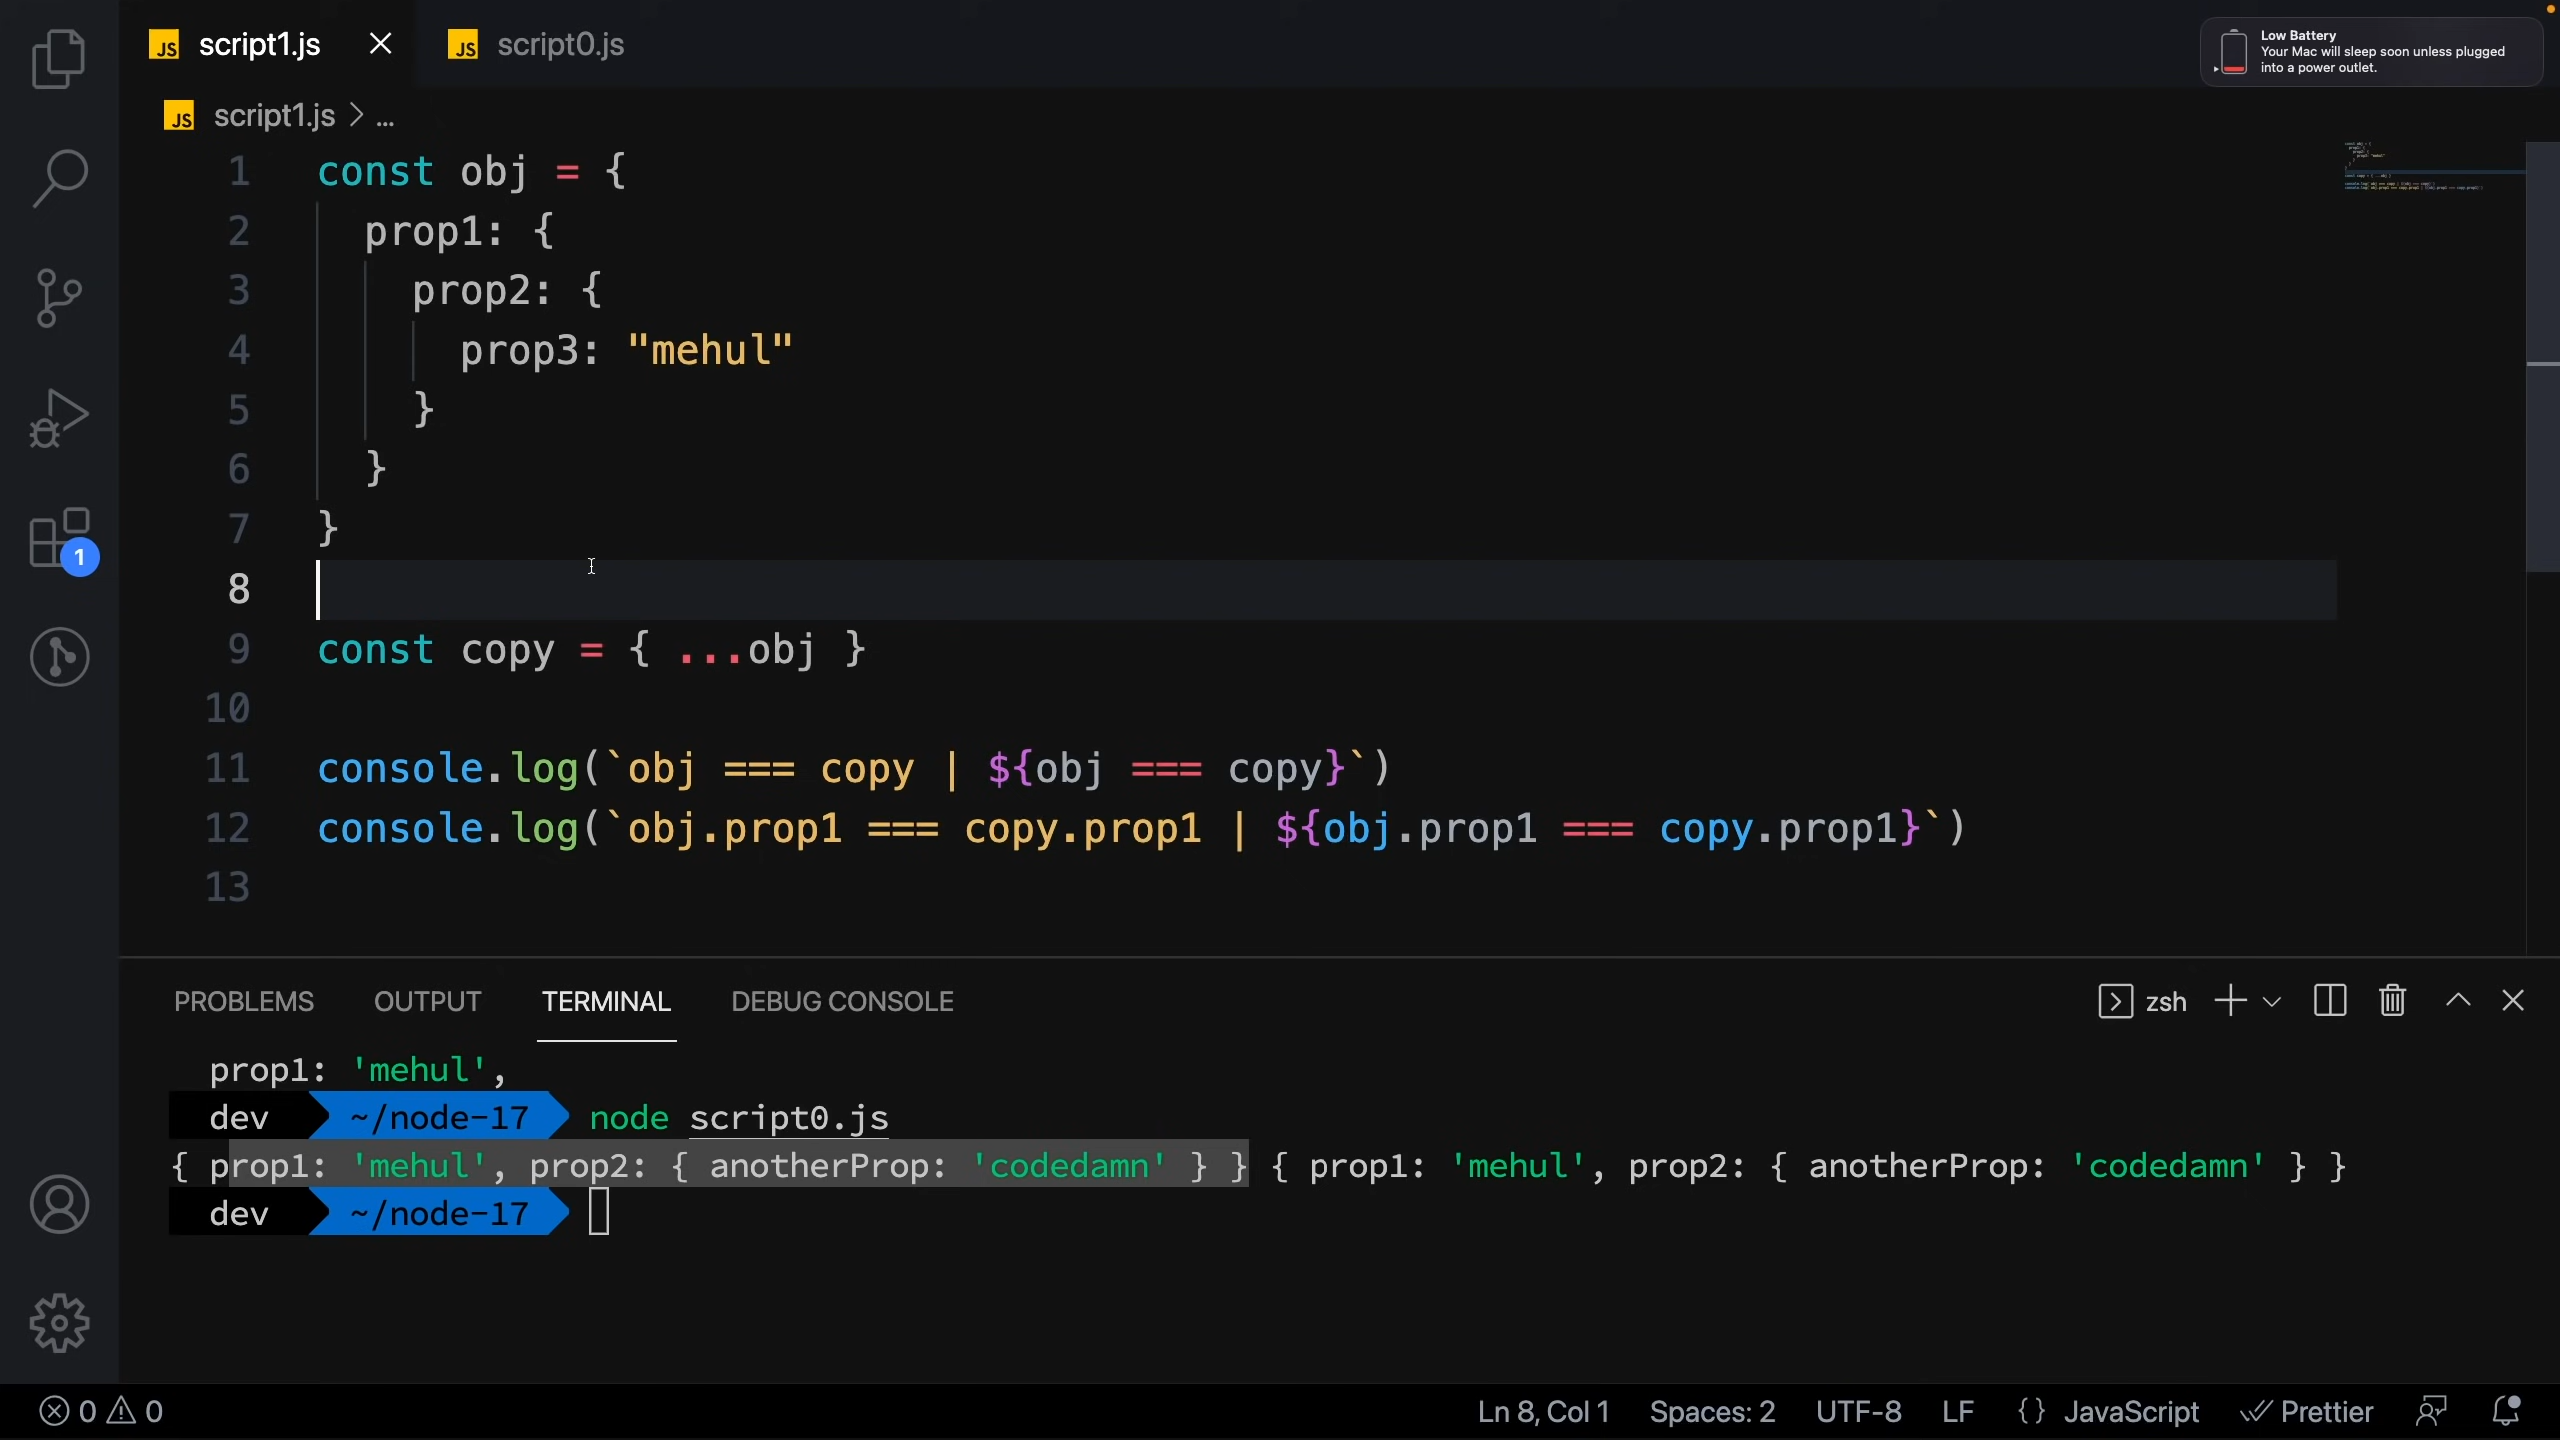 JS script1.js
JS script0.js
Low Battery
Your Mac will sleep soon unless plugged
into a power outlet.
JS script1.js > ...
1 const obj = {
2 prop1: {
3 prop2: {
4 prop3: "mehul"
5 }
6 }
7 }
8
9 const copy = { ...obj }
10
11 console.log(`obj === copy | ${obj === copy}`)
12 console.log(`obj.prop1 === copy.prop1 | ${obj.prop1 === copy.prop1}`)
13
1
PROBLEMS OUTPUT TERMINAL DEBUG CONSOLE
zsh
prop1: 'mehul',
dev ~/node-17 node script0.js
{ prop1: 'mehul', prop2: { anotherProp: 'codedamn' } } { prop1: 'mehul', prop2: { anotherProp: 'codedamn' } }
dev ~/node-17
0 0
Ln 8, Col 1 Spaces: 2 UTF-8 LF {} JavaScript Prettier